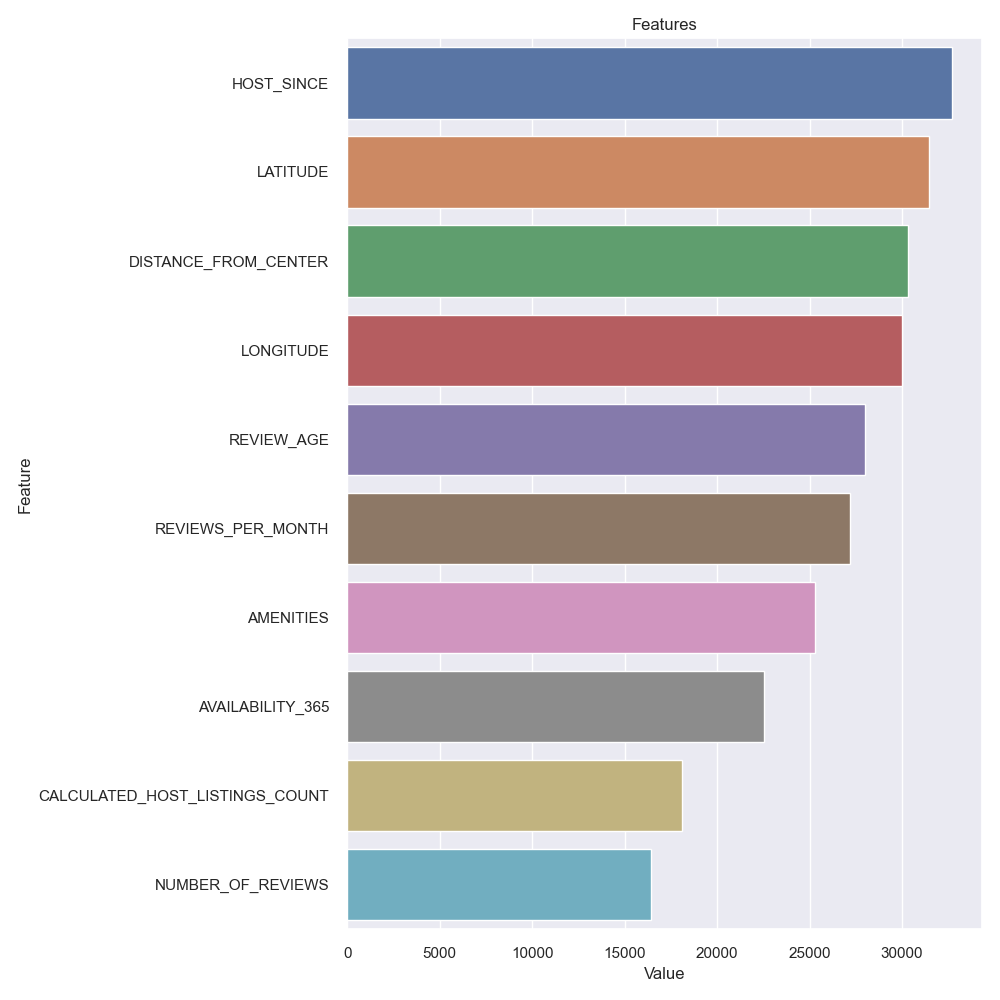 Features
HOST_SINCE
LATITUDE
DISTANCE_FROM_CENTER
LONGITUDE
REVIEW_AGE
REVIEWS_PER_MONTH
AMENITIES
AVAILABILITY_365
CALCULATED_HOST_LISTINGS_COUNT
NUMBER_OF_REVIEWS
Feature
0 5000 10000 15000 20000 25000 30000
Value